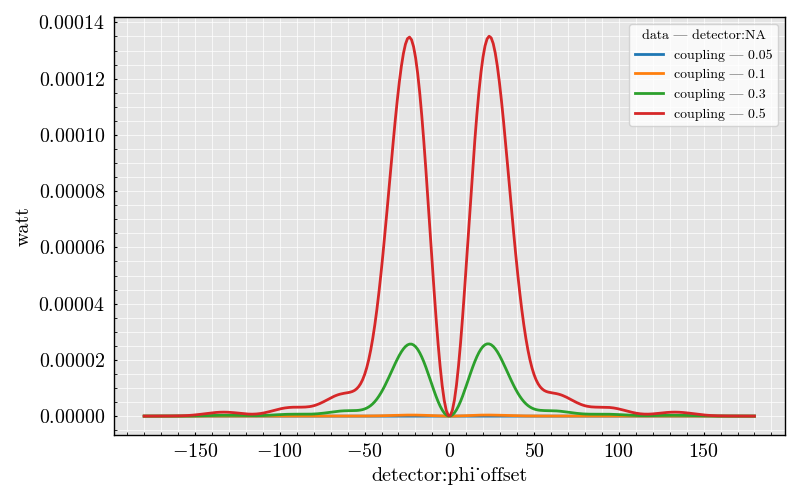 0.00014
0.00012
0.00010
0.00008
0.00006
0.00004
0.00002
0.00000
watt
data — detector:NA
coupling — 0.05
coupling — 0.1
coupling — 0.3
coupling — 0.5
−150 −100 −50 0 50 100 150
detector:phi˙offset